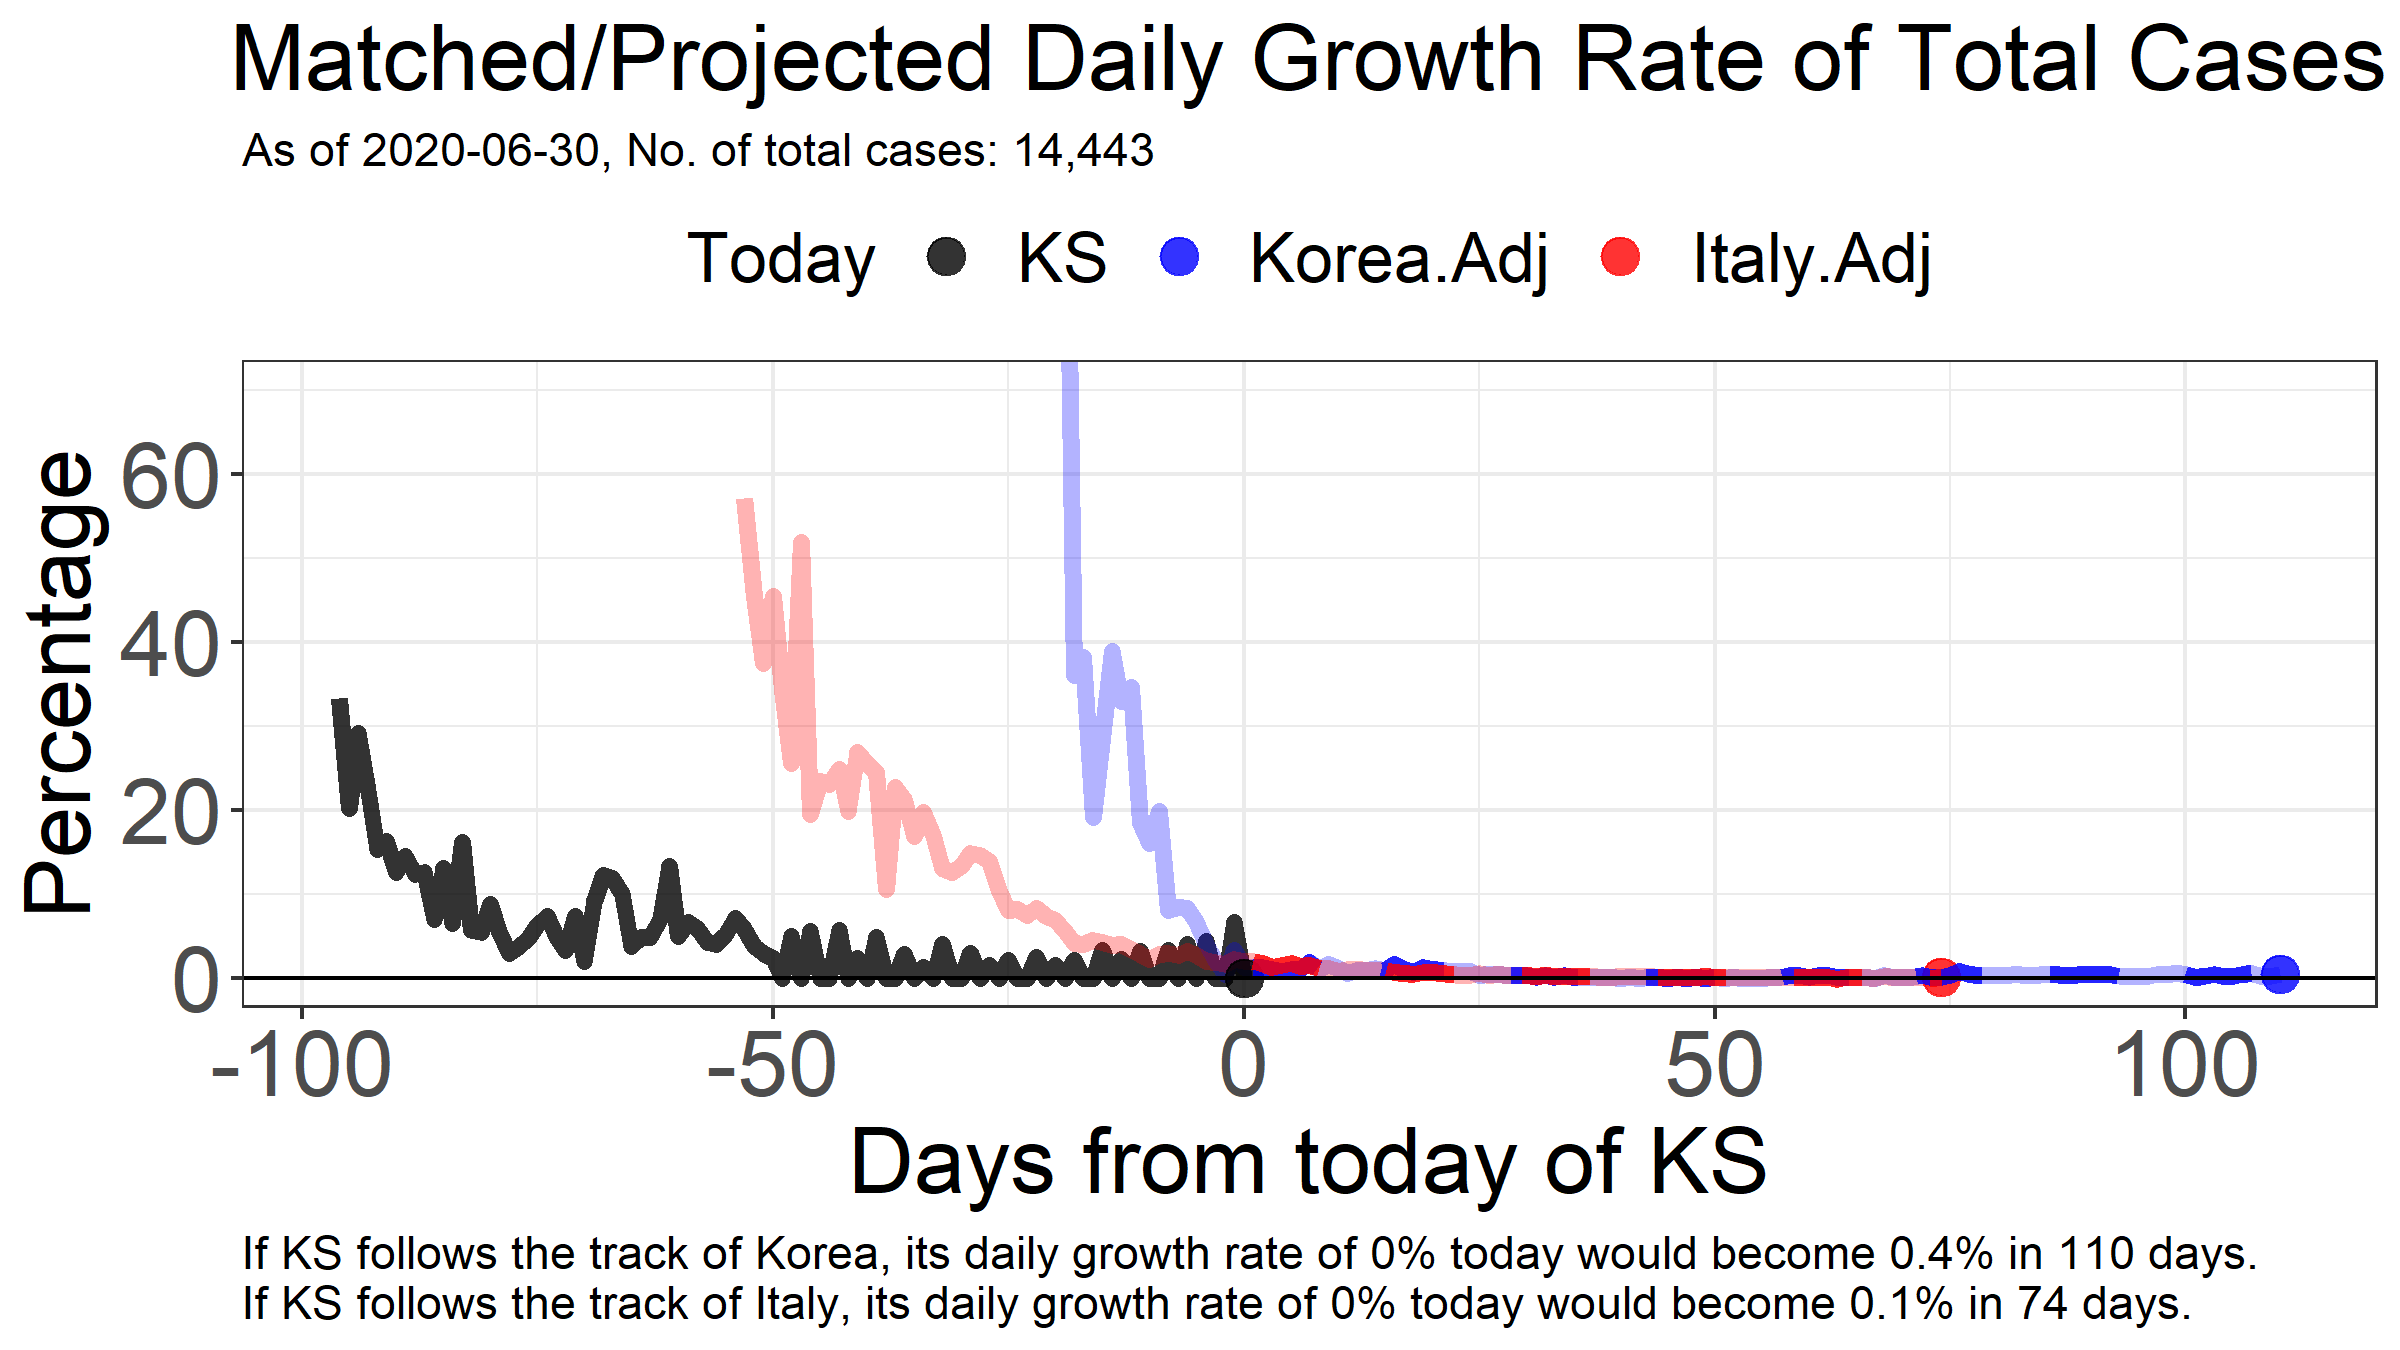 Matched/Projected Daily Growth Rate of Total Cases
As of 2020-06-30, No. of total cases: 14,443
Today KS Korea.Adj Italy.Adj
Percentage
60
40
20
0
-100 -50 0 50 100
Days from today of KS
If KS follows the track of Korea, its daily growth rate of 0% today would become 0.4% in 110 days.
If KS follows the track of Italy, its daily growth rate of 0% today would become 0.1% in 74 days.